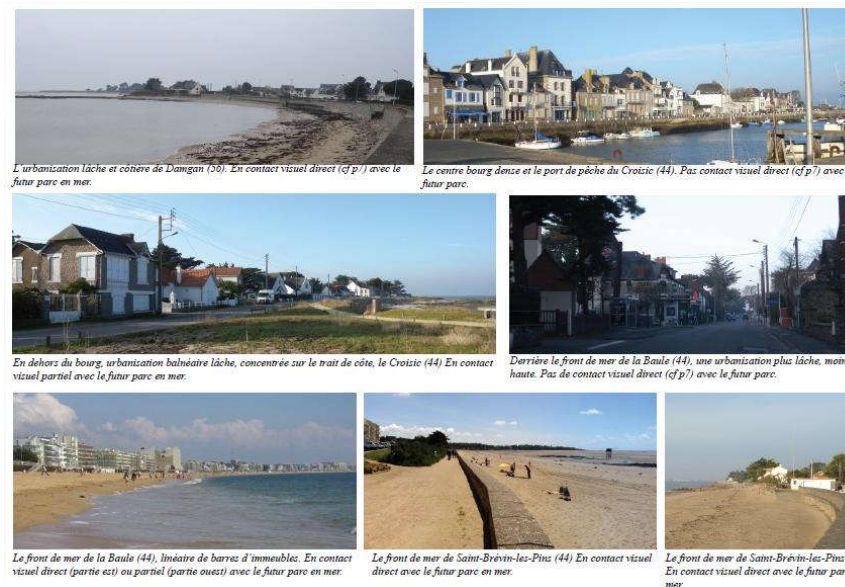 L'urbanisation lâche et côtière de Damgan (56). En contact visuel direct (cf p7) avec le
futur parc en mer.
Le centre bourg dense et le port de pêche du Croisic (44). Pas contact visuel direct (cf p7) avec
futur parc.
En dehors du bourg, urbanisation balnéaire lâche, concentrée sur le trait de côte, le Croisic (44) En contact
visuel partiel avec le futur parc en mer.
Derrière le front de mer de la Baule (44), une urbanisation plus lâche, moin
haute. Pas de contact visuel direct (cf p7) avec le futur parc.
Le front de mer de la Baule (44), linéaire de barres d'immeubles. En contact
visuel direct (partie est) ou partiel (partie ouest) avec le futur parc en mer.
Le front de mer de Saint-Brévin-les-Pins (44) En contact visuel
direct avec le futur parc en mer.
Le front de mer de Saint-Brévin-les-Pins
En contact visuel direct avec le futur par
mer.